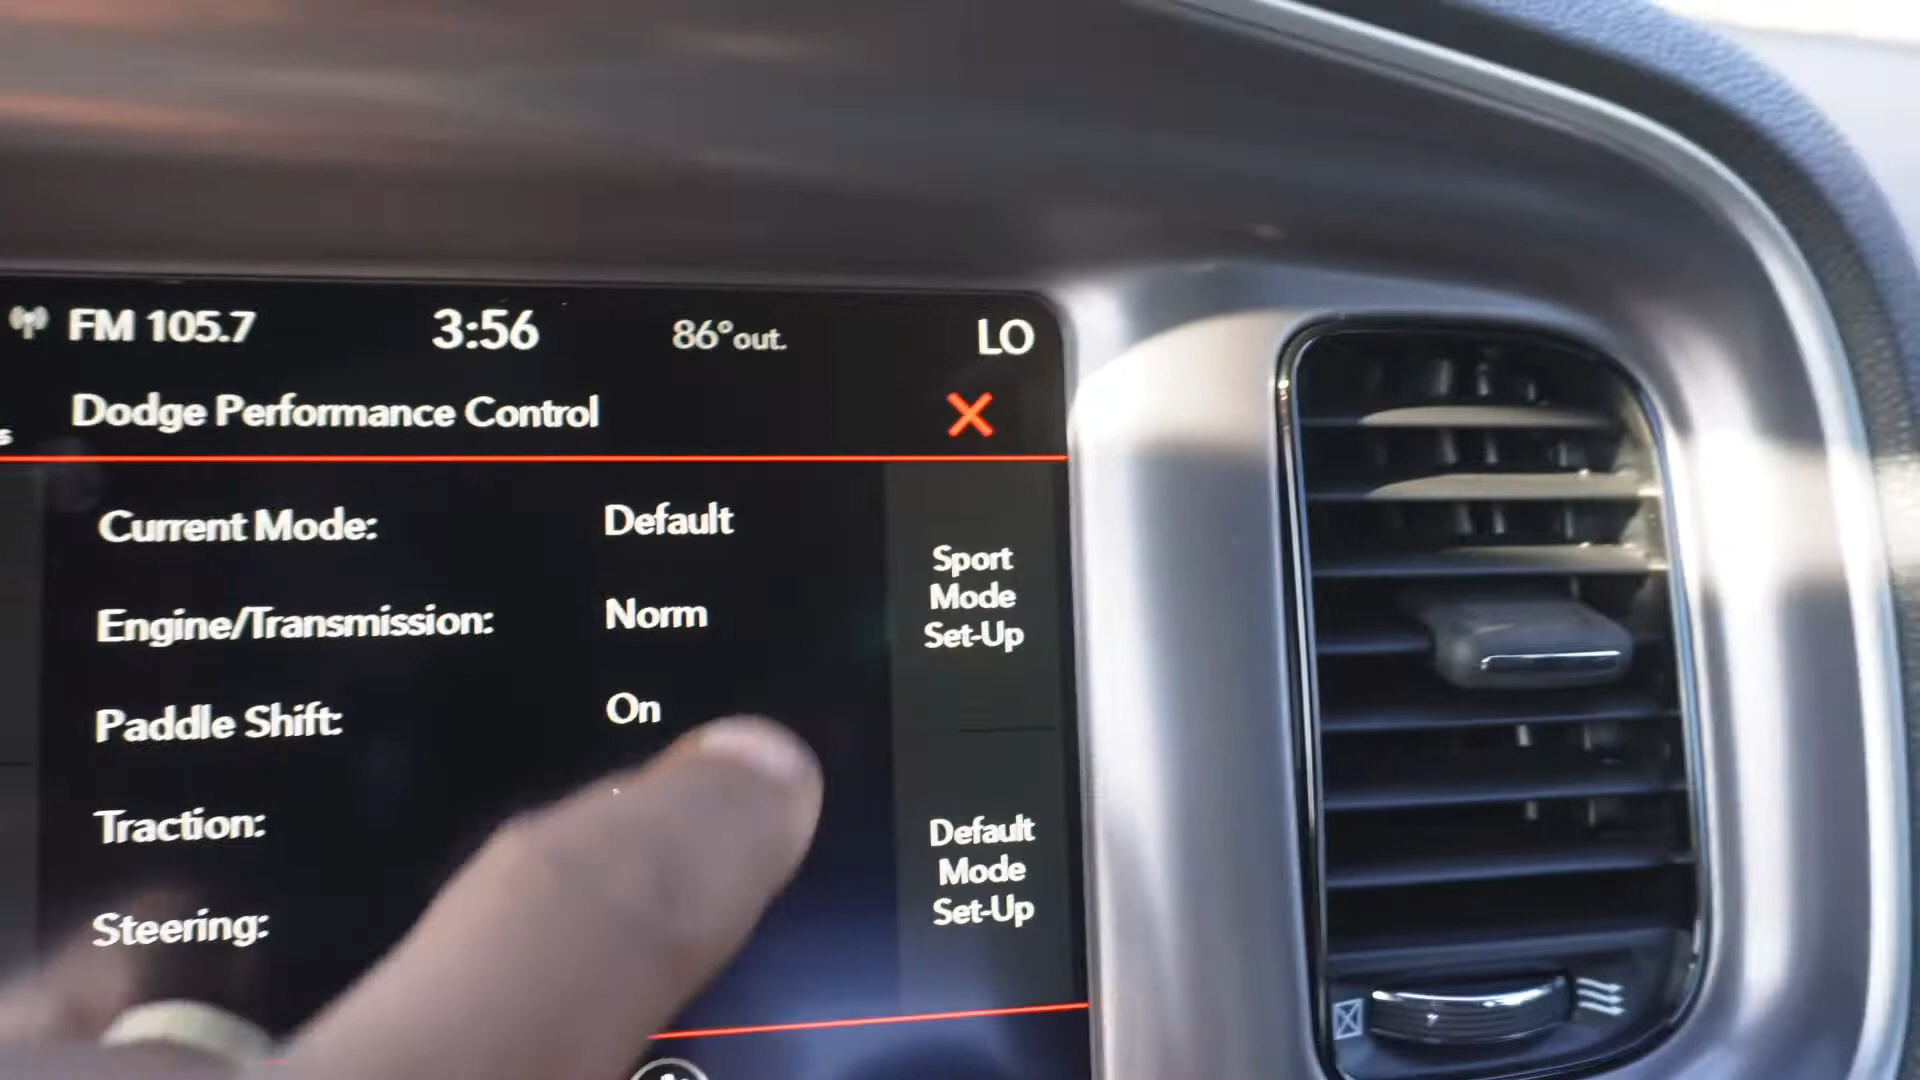 FM 105.7 3:56 86° out. LO
s Dodge Performance Control
Current Mode: Default
Engine/Transmission: Norm
Paddle Shift: On
Traction:
Steering:
Sport
Mode
Set-Up
Default
Mode
Set-Up